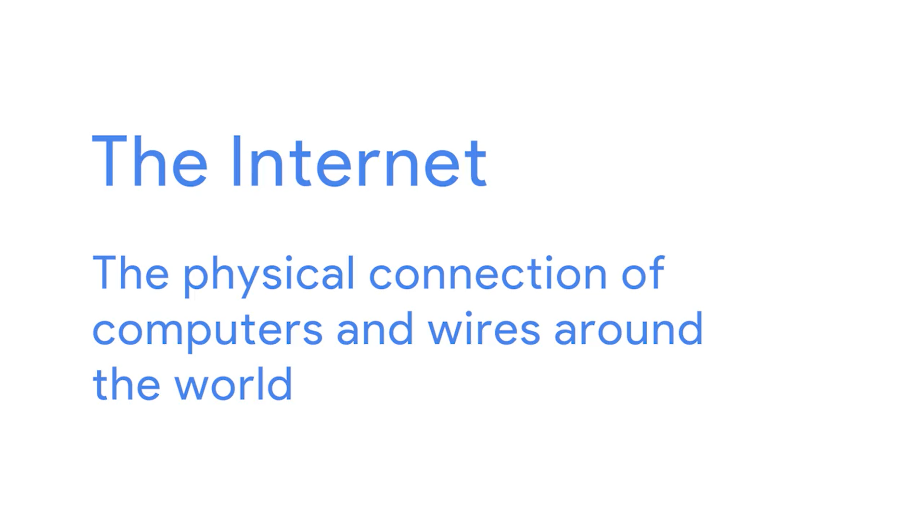 The Internet
The physical connection of
computers and wires around
the world